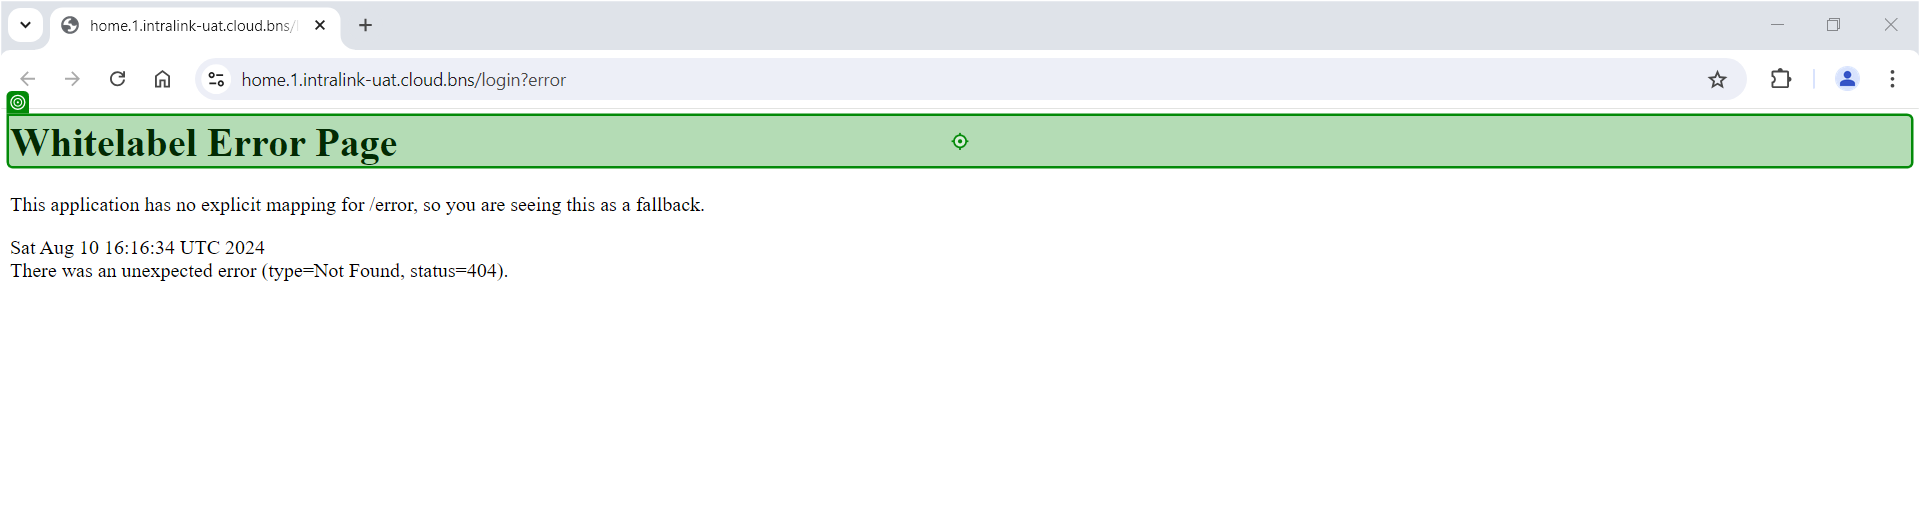 home.1.intralink-uat.cloud.bns/
home.1.intralink-uat.cloud.bns/login?error
Whitelabel Error Page
This application has no explicit mapping for /error, so you are seeing this as a fallback.
Sat Aug 10 16:16:34 UTC 2024
There was an unexpected error (type=Not Found, status=404).